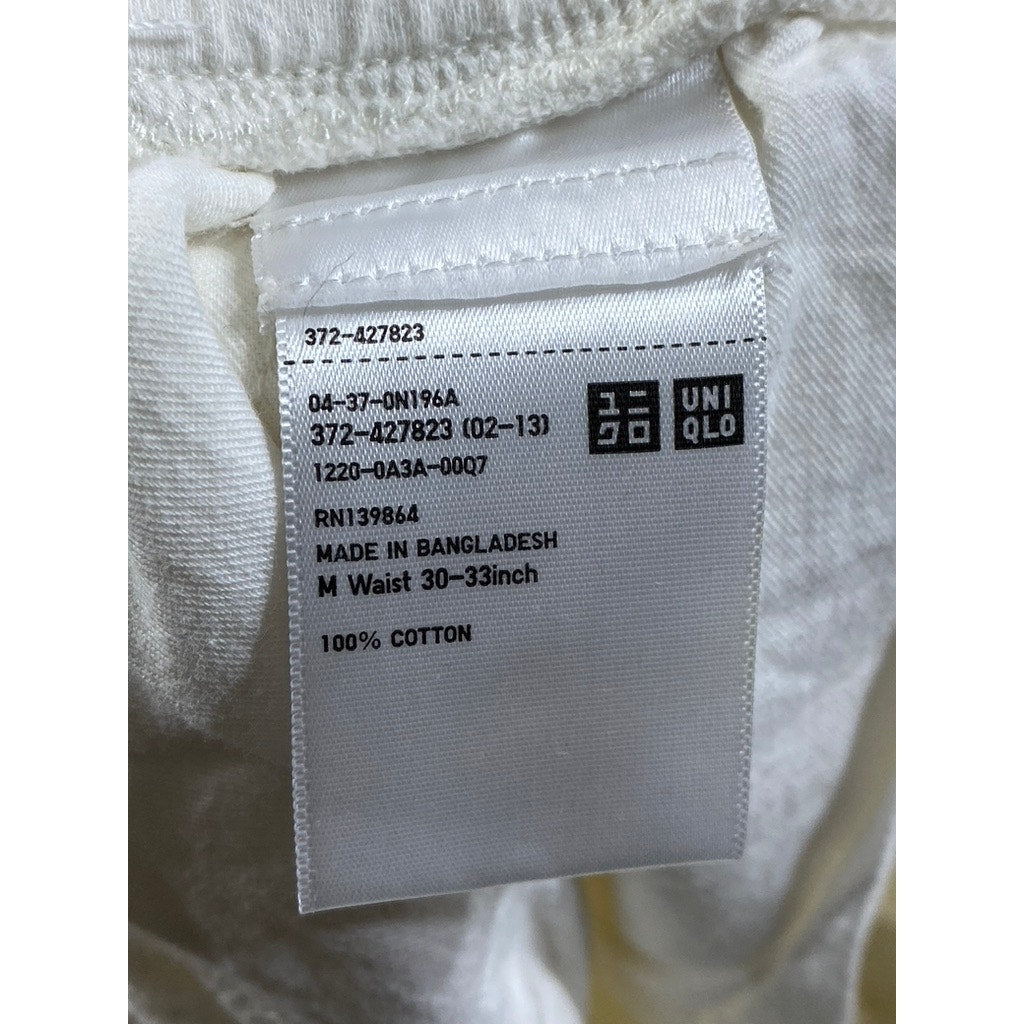 372-427823
04-37-0N196A
372-427823 (02-13)
1220-0A3A-00Q7
ユニ
クロ
UNI
QLO
RN139864
MADE IN BANGLADESH
M Waist 30-33inch
100% COTTON